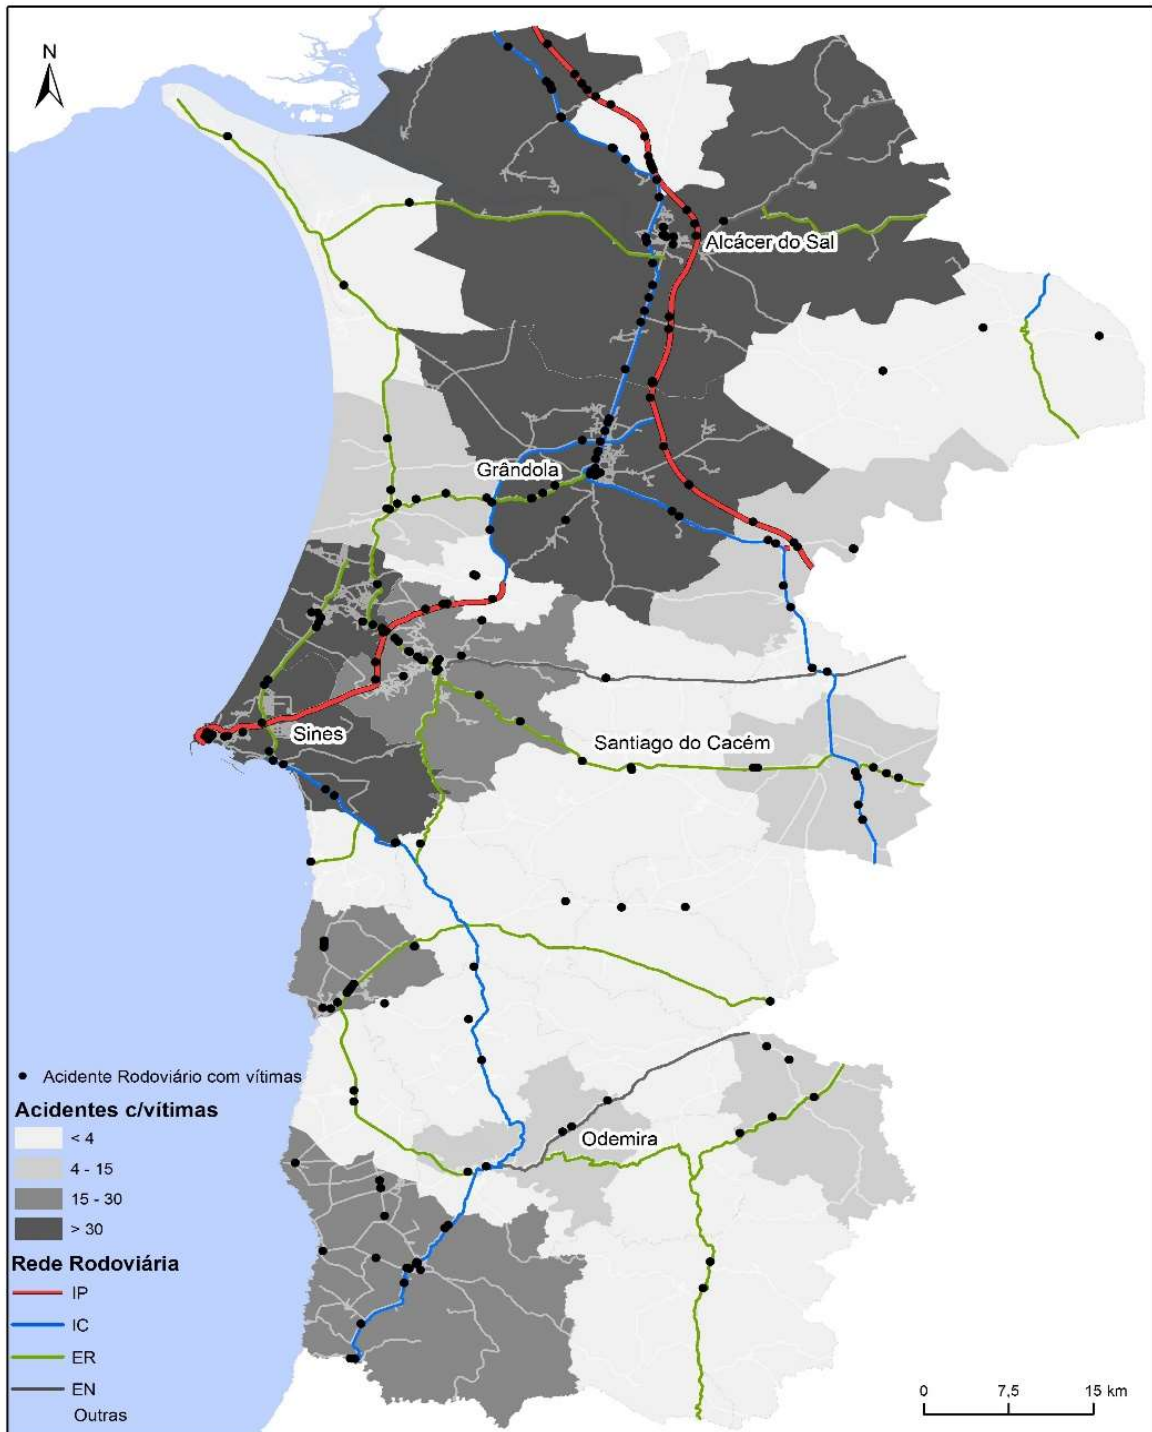 N
Alcácer do Sal
Grândola
Sines
Santiago do Cacém
Odemira
Acidente Rodoviário com vítimas
Acidentes c/vítimas
< 4
4 - 15
15 - 30
> 30
Rede Rodoviária
IP
IC
ER
EN
Outras
0 7,5 15 km